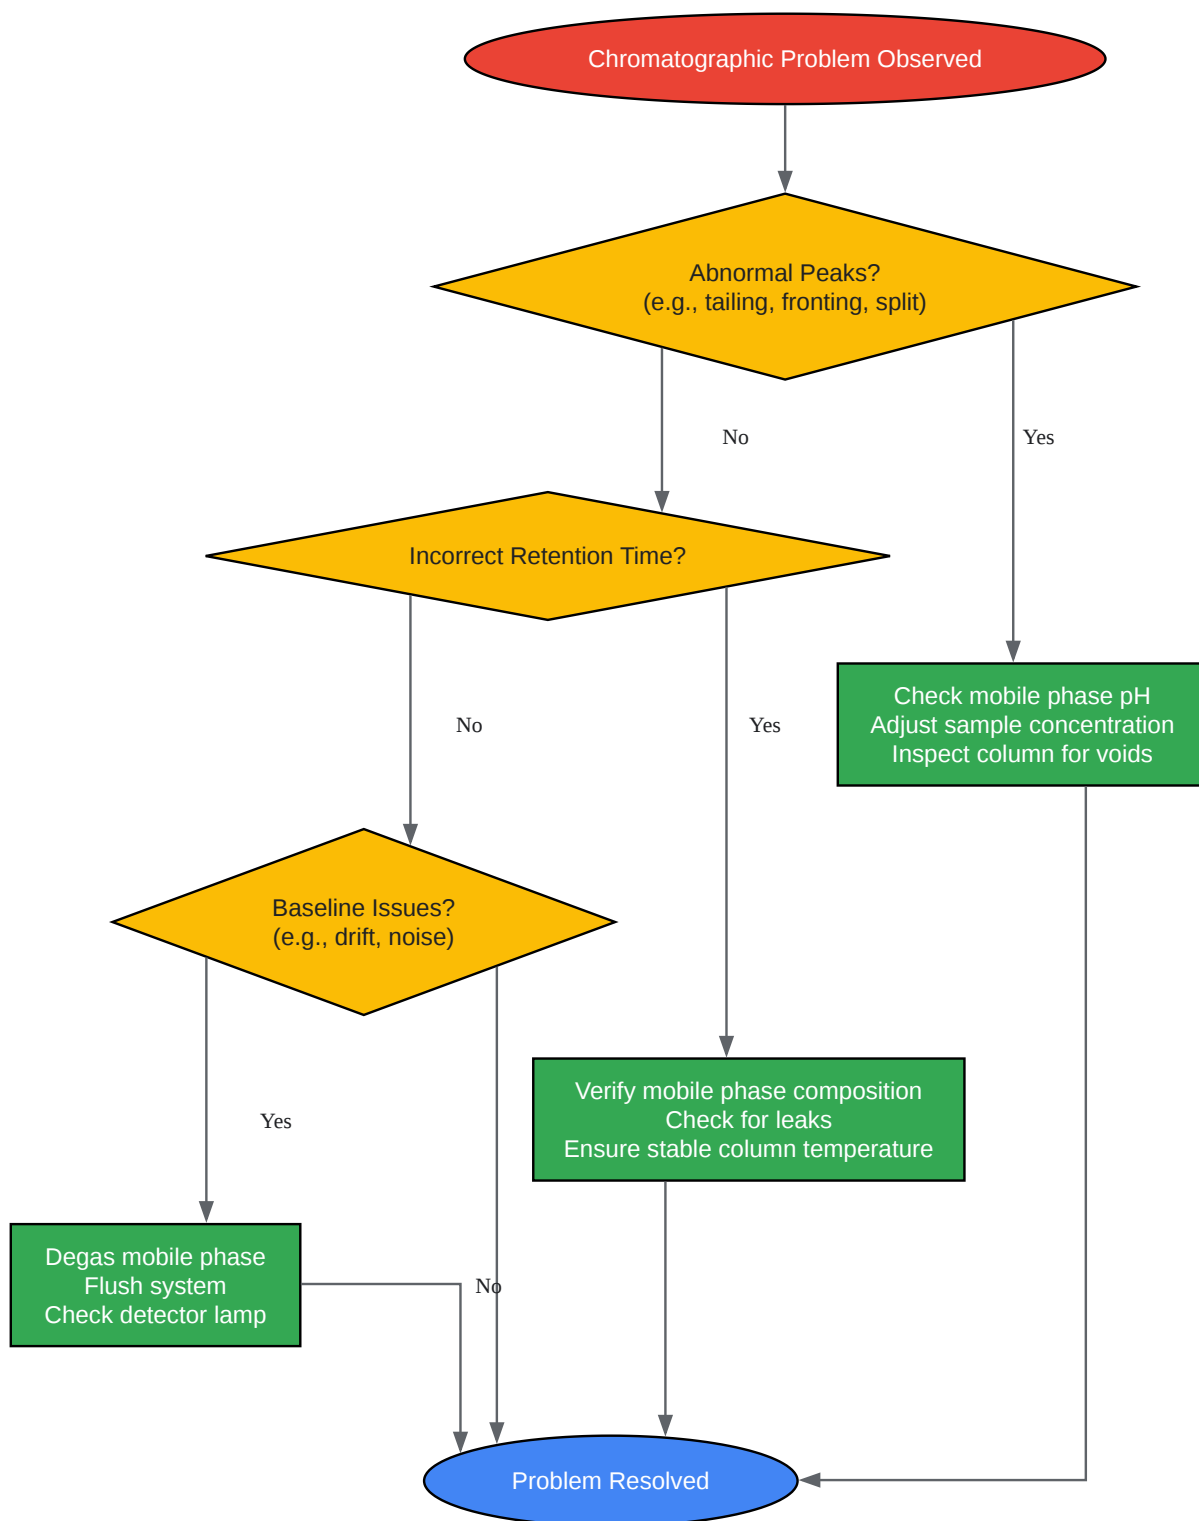 Chromatographic Problem Observed
Abnormal Peaks?
(e.g., tailing, fronting, split)
No
Yes
Incorrect Retention Time?
Check mobile phase pH
Adjust sample concentration
Inspect column for voids
No
Yes
Baseline Issues?
(e.g., drift, noise)
Verify mobile phase composition
Check for leaks
Ensure stable column temperature
Yes
Degas mobile phase
Flush system
Check detector lamp
No
Problem Resolved